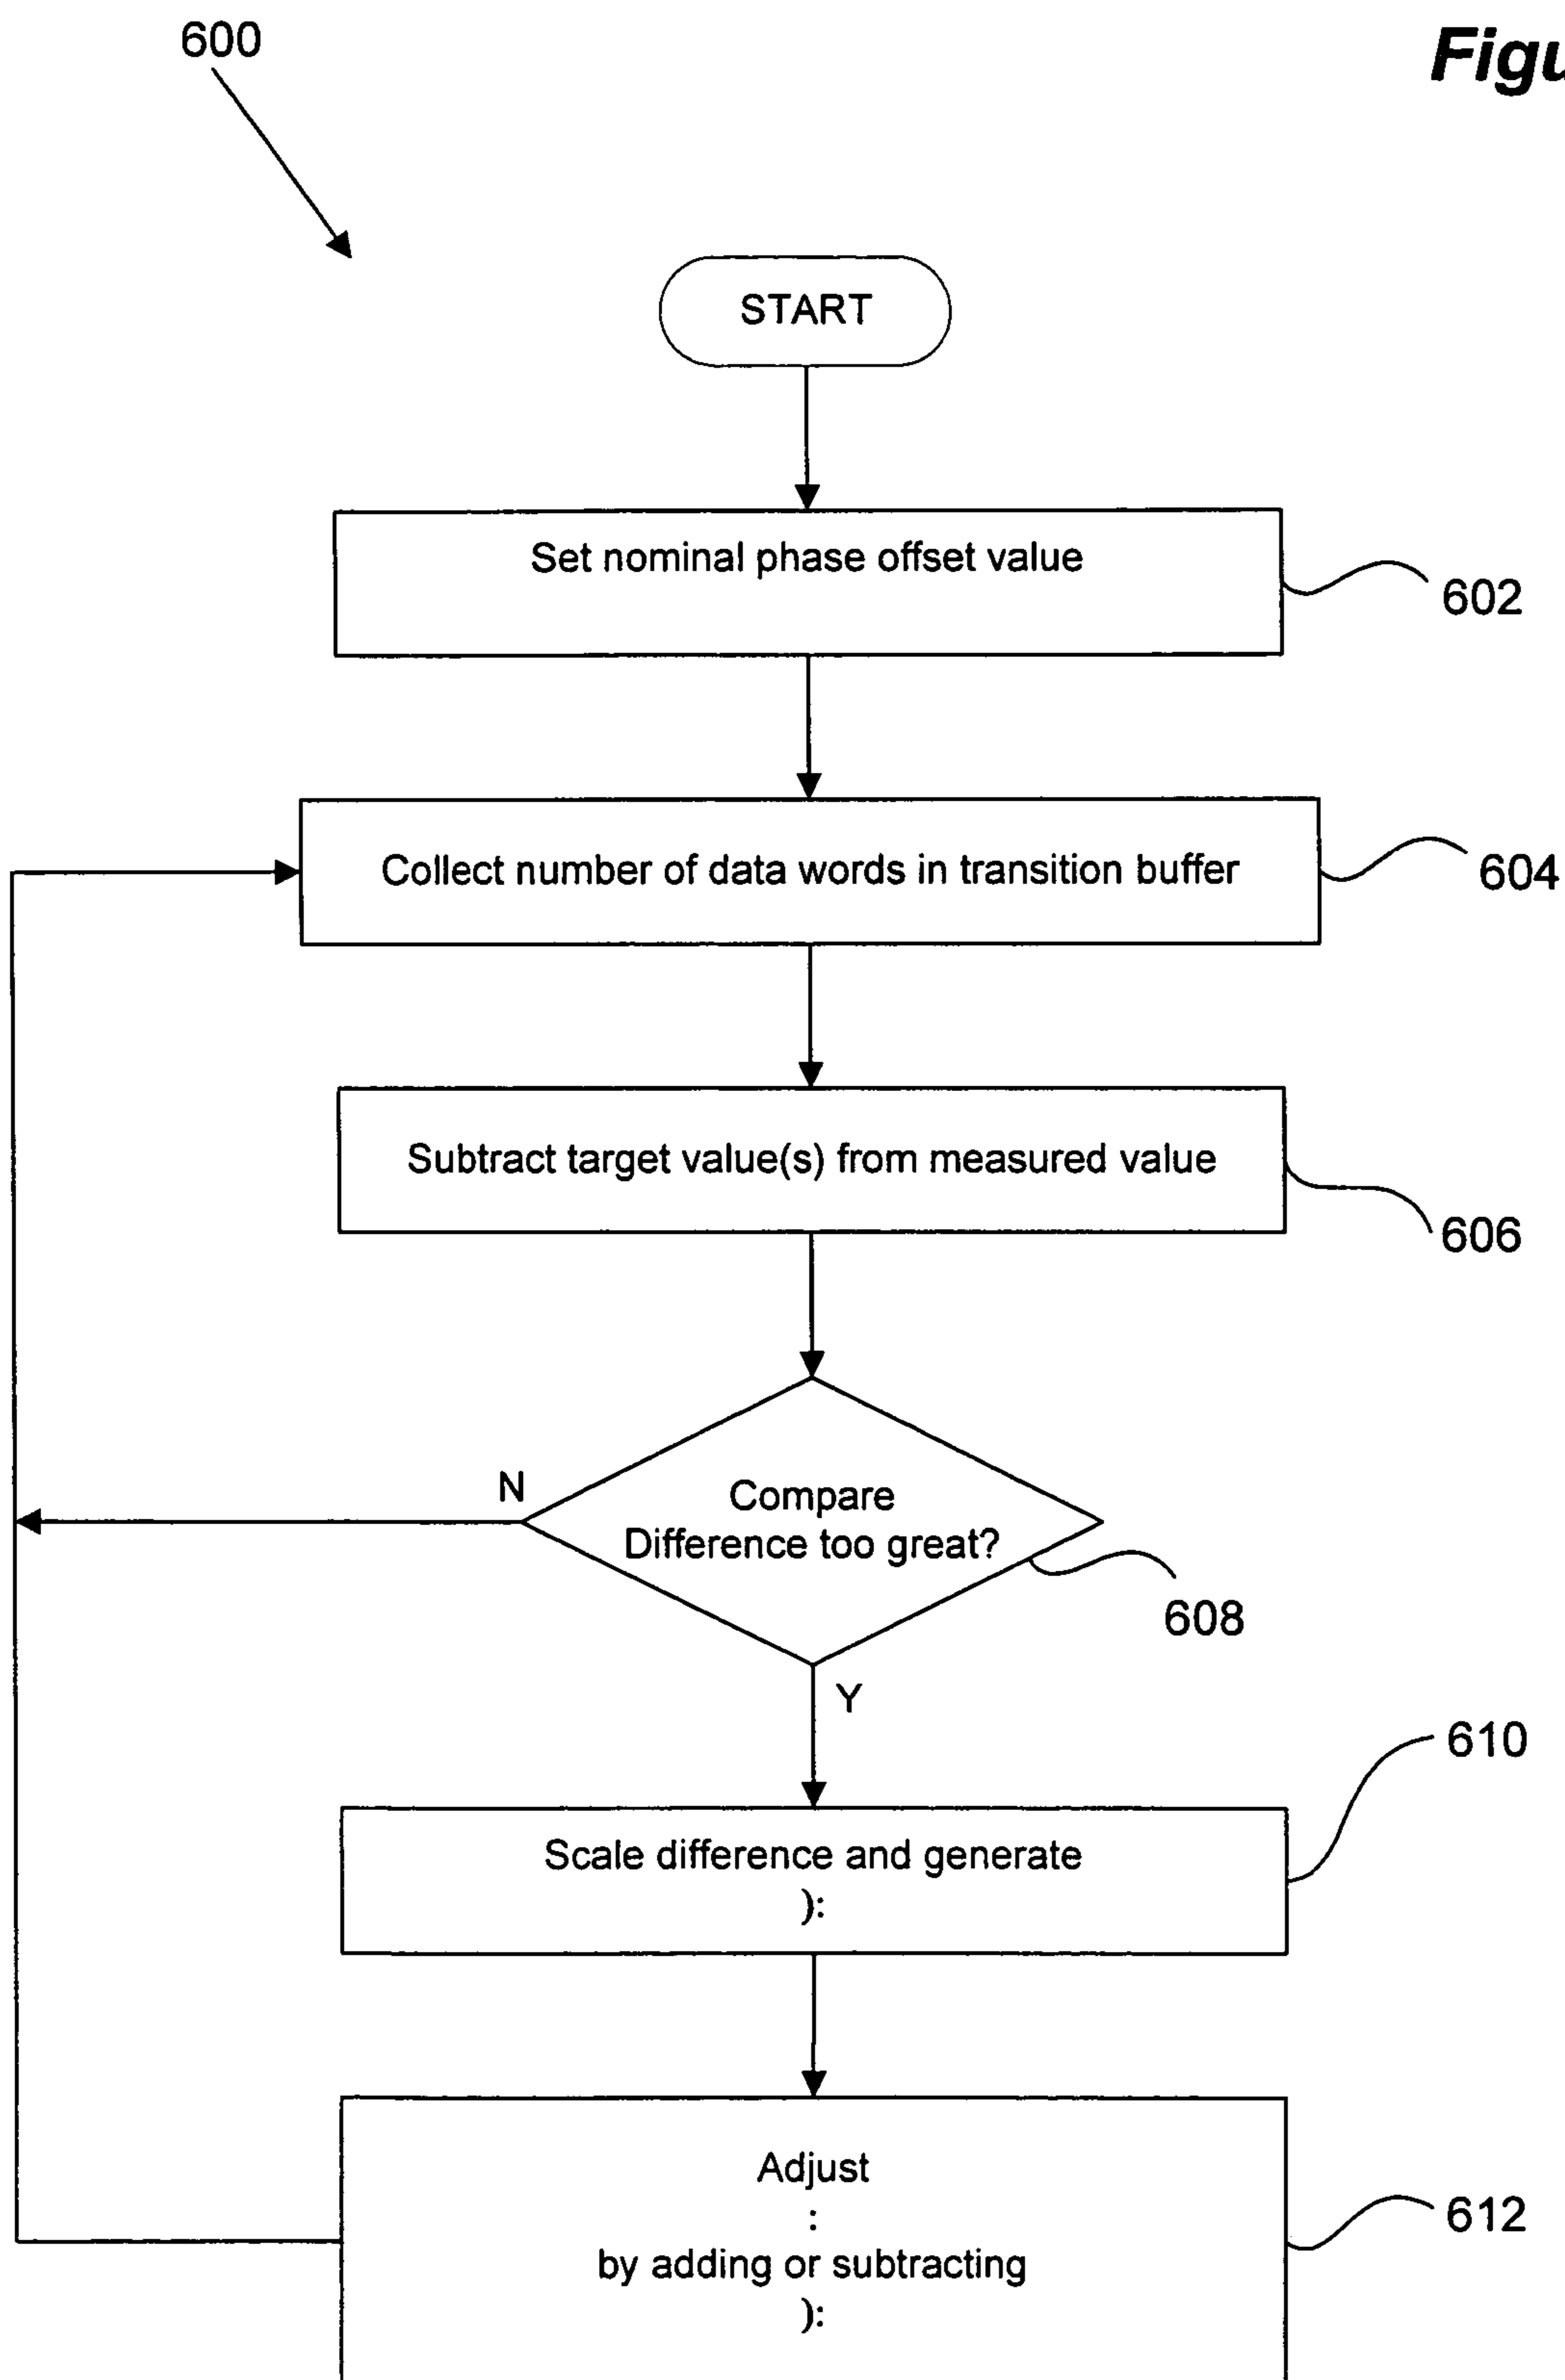 600
START
Set nominal phase offset value
602
Collect number of data words in transition buffer
604
Subtract target value(s) from measured value
606
N
Compare
Difference too great?
608
Y
610
Scale difference and generate
):
Adjust
:
by adding or subtracting
):
612